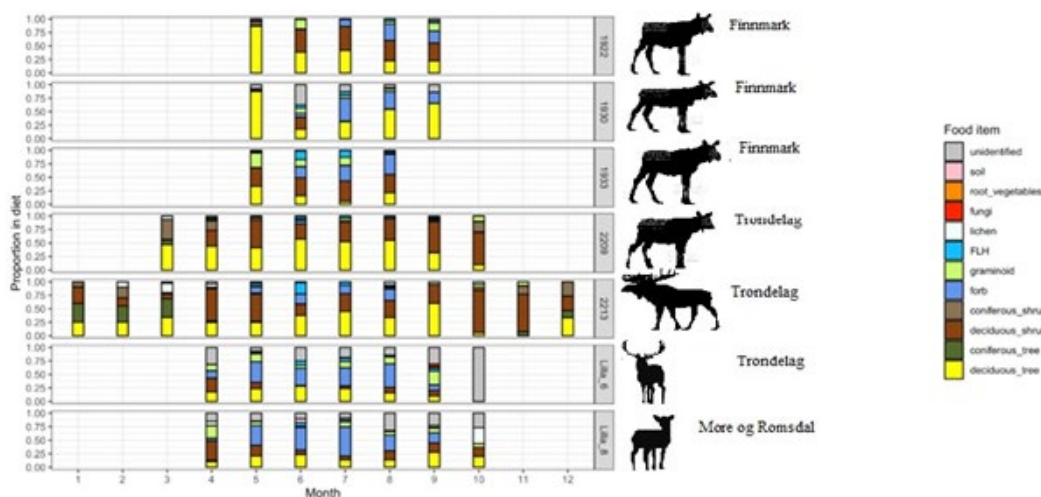 Proportion in diet
1.00
0.75
0.50
0.25
0.00
1922
Finnmark
1.00
0.75
0.50
0.25
0.00
1930
Finnmark
1.00
0.75
0.50
0.25
0.00
1933
Finnmark
1.00
0.75
0.50
0.25
0.00
2209
Trondelag
1.00
0.75
0.50
0.25
0.00
2213
Trondelag
1.00
0.75
0.50
0.25
0.00
Lilla_6
Trondelag
1.00
0.75
0.50
0.25
0.00
Lilla_8
Møre og Romsdal
1 2 3 4 5 6 7 8 9 10 11 12
Month
Food item
unidentified
soil
root_vegetables
fungi
lichen
FLH
graminoid
forb
coniferous_shru
deciduous_shru
coniferous_tree
deciduous_tree